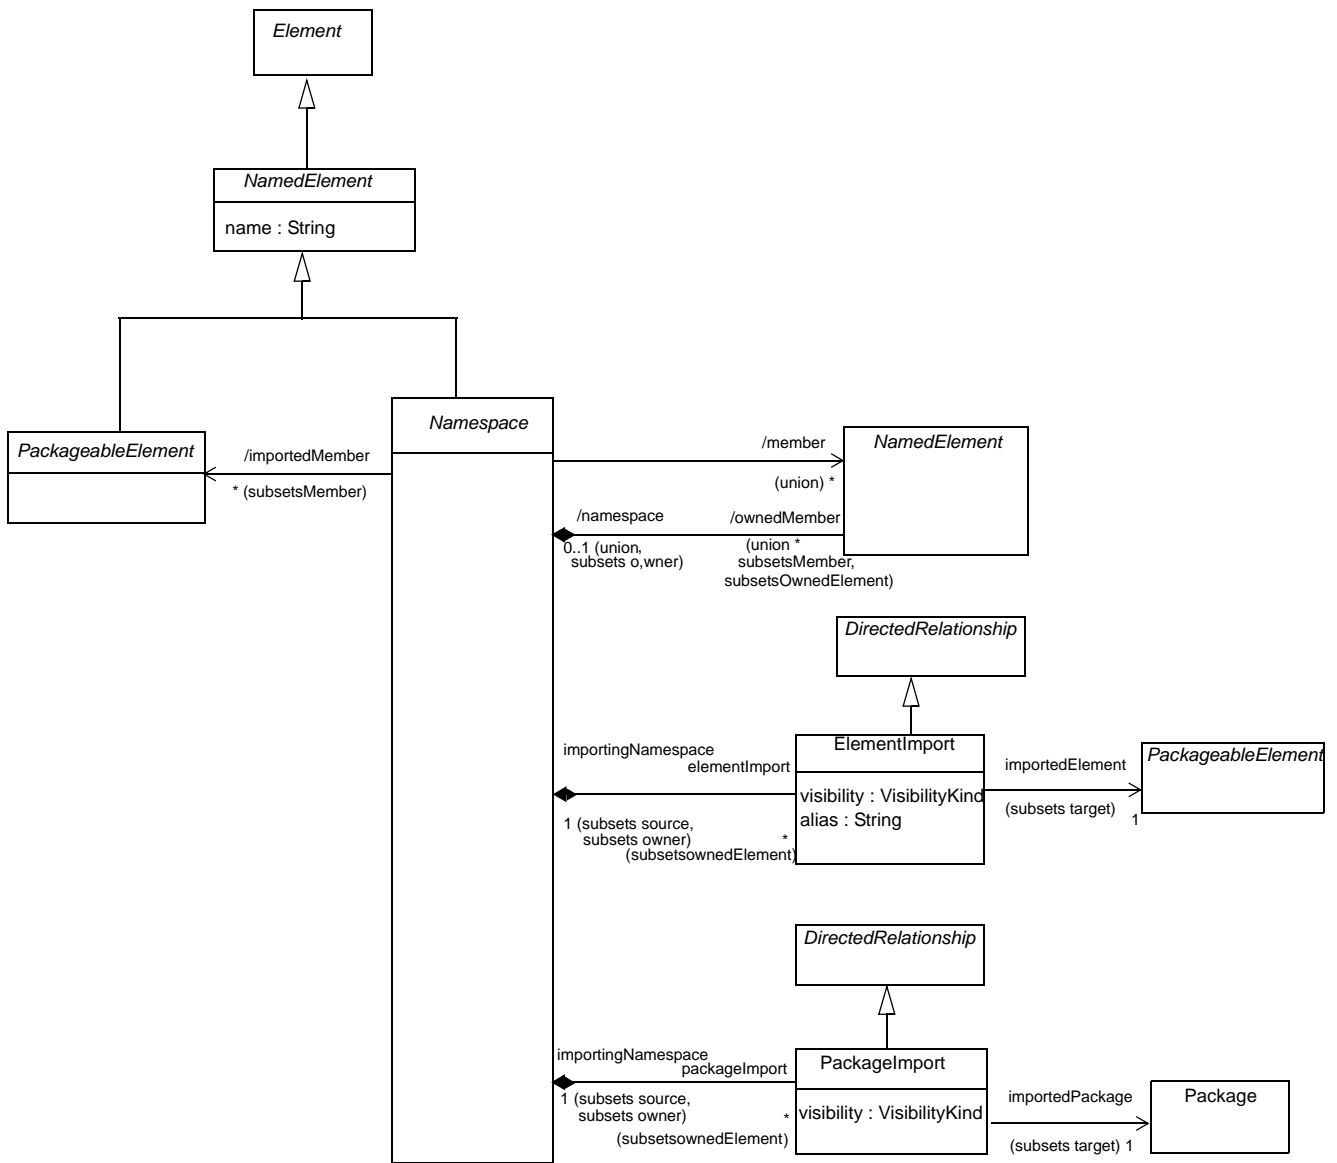 Element
NamedElement
name : String
Namespace
PackageableElement
/importedMember
* (subsetsMember)
/member
(union) *
NamedElement
/namespace
/ownedMember
0..1 (union,
subsets o,wner)
(union *
subsetsMember,
subsetsOwnedElement)
DirectedRelationship
importingNamespace
elementImport
1 (subsets source,
subsets owner)
*
(subsetsownedElement)
ElementImport
visibility : VisibilityKind
alias : String
importedElement
(subsets target)
1
PackageableElement
DirectedRelationship
importingNamespace
packageImport
1 (subsets source,
subsets owner)
*
(subsetsownedElement)
PackageImport
visibility : VisibilityKind
importedPackage
(subsets target) 1
Package